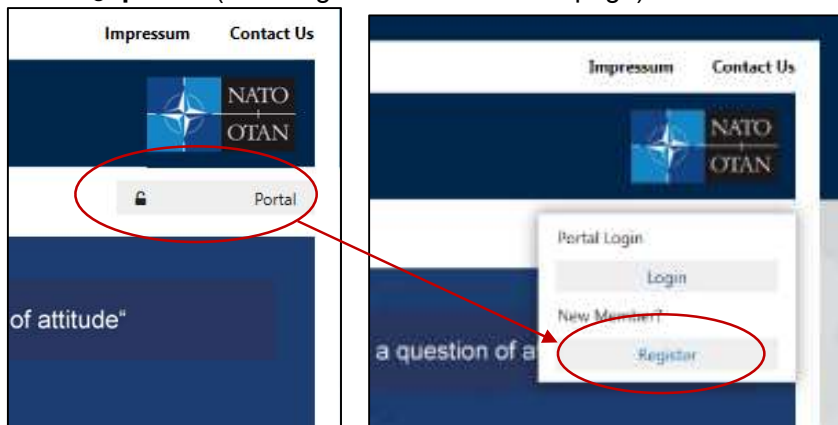 Impressum Contact Us
NATO
OTAN
Portal
of attitude“
Impressum Contact Us
NATO
OTAN
Portal Login
Login
New Member?
Register
a question of a